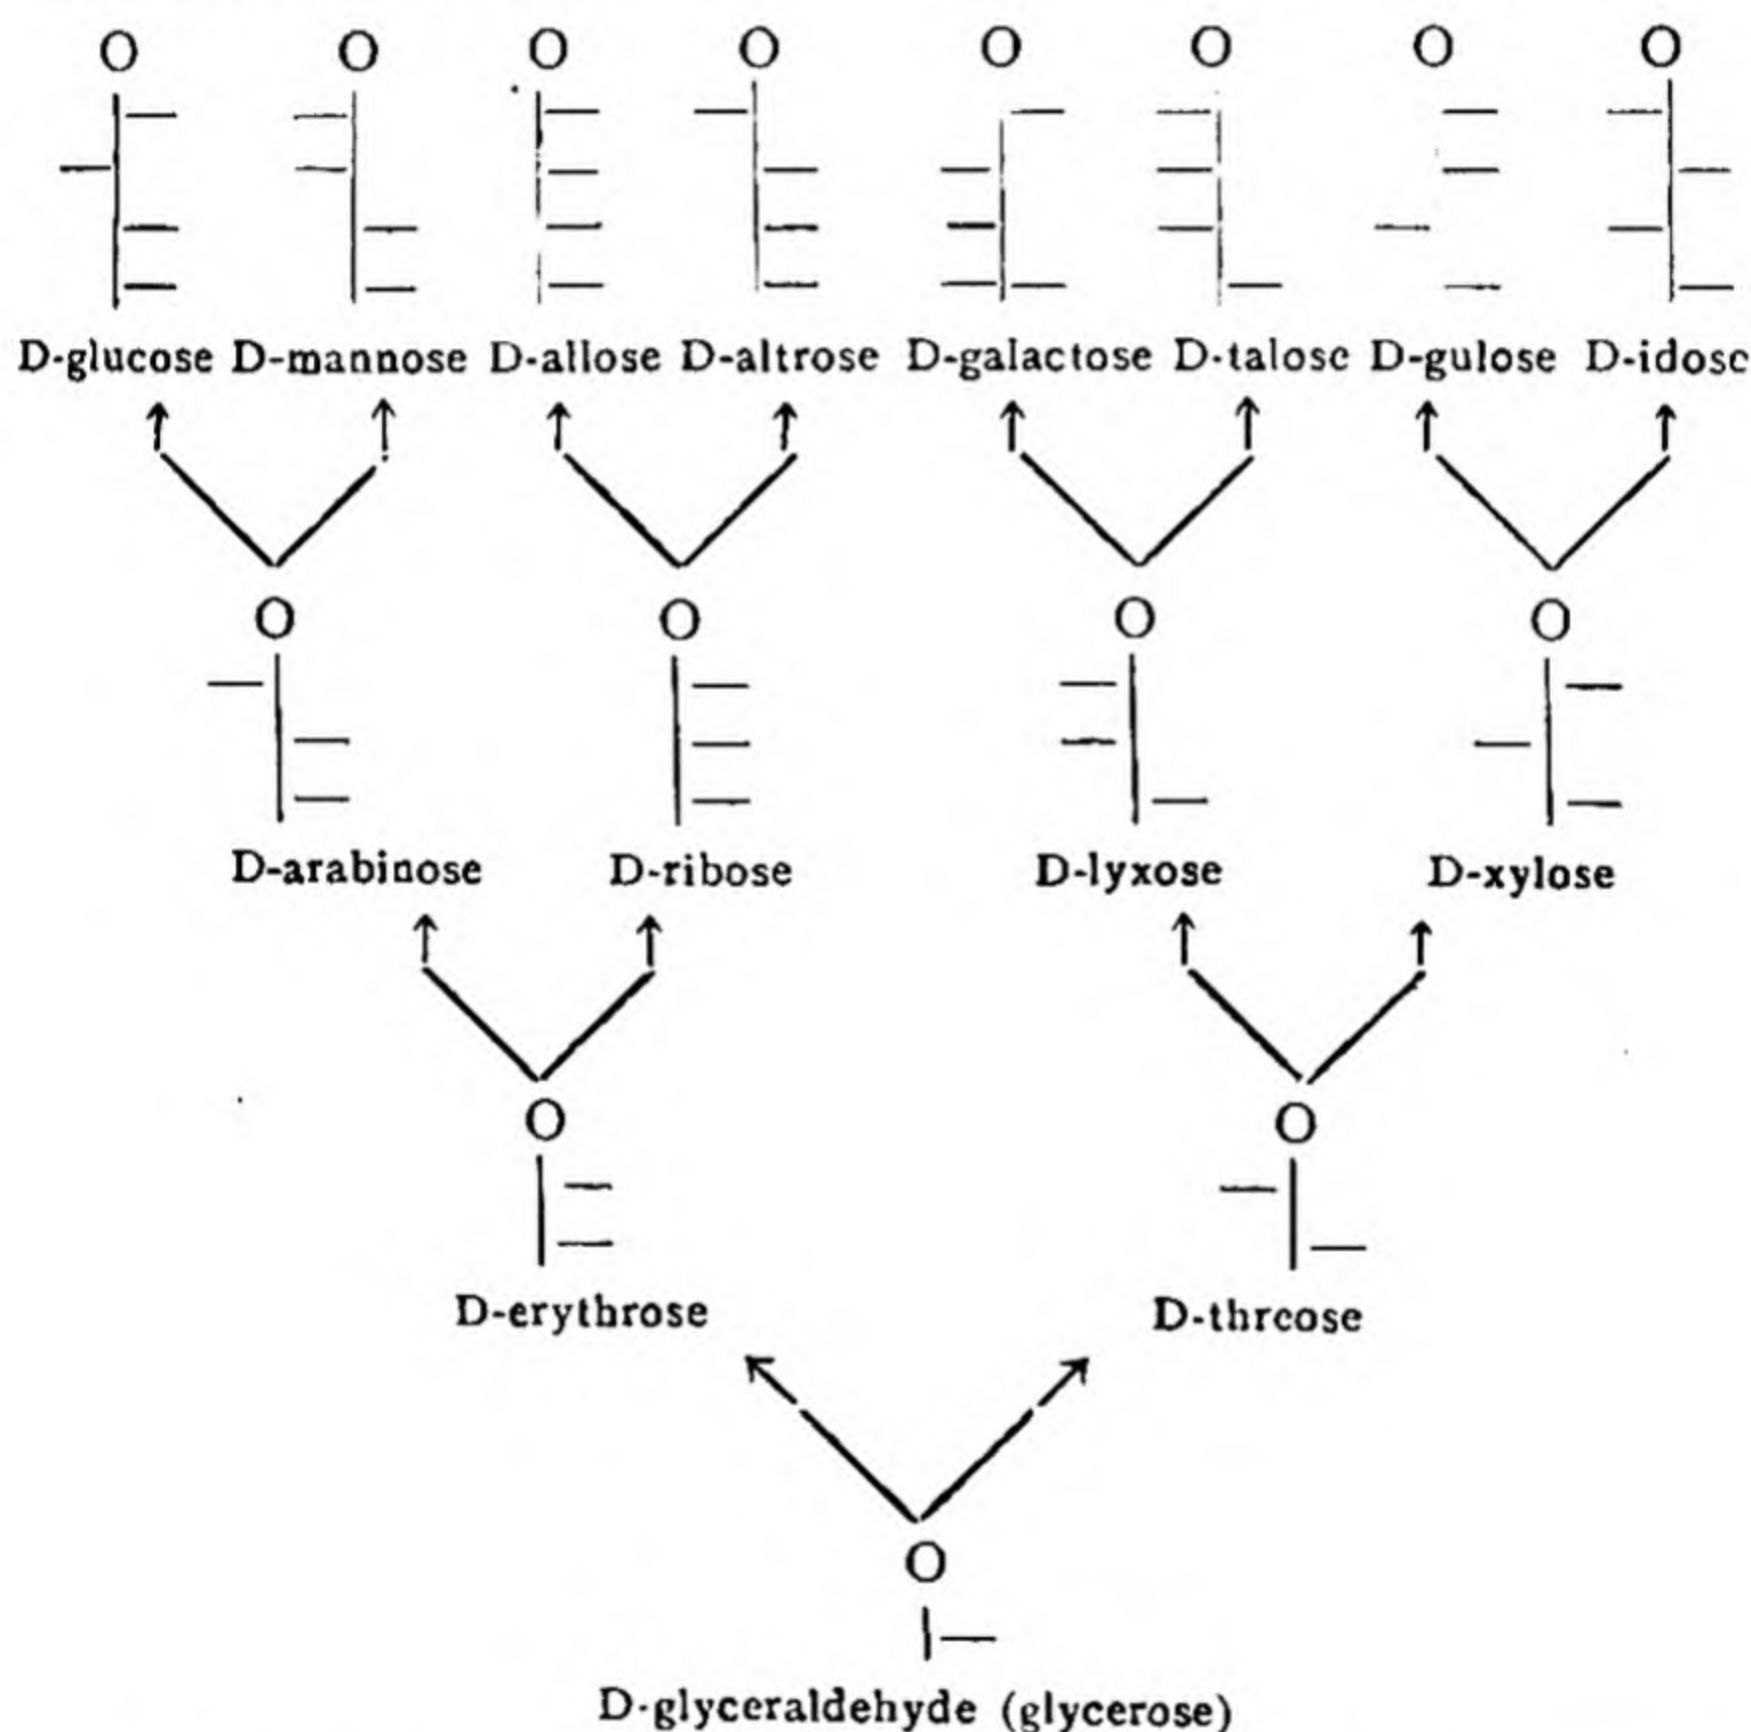 O O O O O O O O
D-glucose D-mannose D-allose D-altrose D-galactose D-talose D-gulose D-idose
O O O O
D-arabinose D-ribose D-lyxose D-xylose
O O
D-erythrose D-threose
O
D-glyceraldehyde (glycerose)